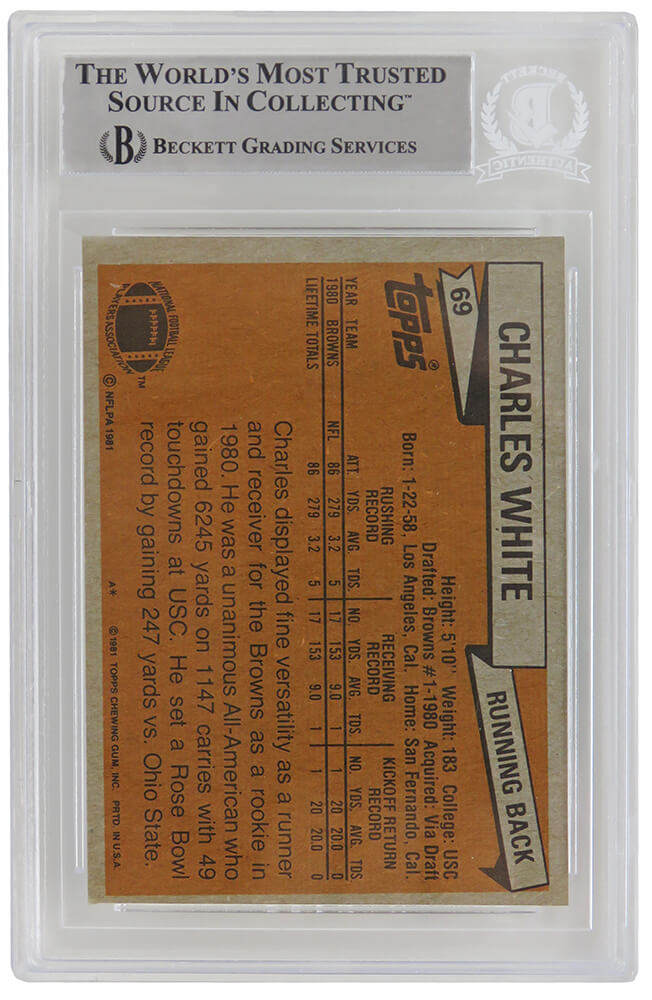 THE WORLD'S MOST TRUSTED
SOURCE IN COLLECTING™
B BECKETT GRADING SERVICES
BECKETT
B
AUTHENTIC
69
CHARLES WHITE
RUNNING BACK
topps®
Height: 5'10" Weight: 183 College: USC
Drafted: Browns #1-1980 Acquired: Via Draft
Born: 1-22-58, Los Angeles, Cal. Home: San Fernando, Cal.
RUSHING RECORD RECEIVING RECORD KICKOFF RETURN RECORD
YEAR TEAM ATT. YDS. AVG. TDS. NO. YDS. AVG. TDS. NO. YDS. AVG. TDS.
1980 BROWNS NFL 86 279 3.2 5 17 153 9.0 1 1 20 20.0 0
LIFETIME TOTALS 86 279 3.2 5 17 153 9.0 1 1 20 20.0 0
Charles displayed fine versatility as a runner
and receiver for the Browns as a rookie in
1980. He was a unanimous All-American who
gained 6245 yards on 1147 carries with 49
touchdowns at USC. He set a Rose Bowl
record by gaining 247 yards vs. Ohio State.
NATIONAL FOOTBALL LEAGUE
PLAYERS ASSOCIATION
TM
© NFLPA 1981
A* ©1981 TOPPS CHEWING GUM, INC. PRTD. IN U.S.A.